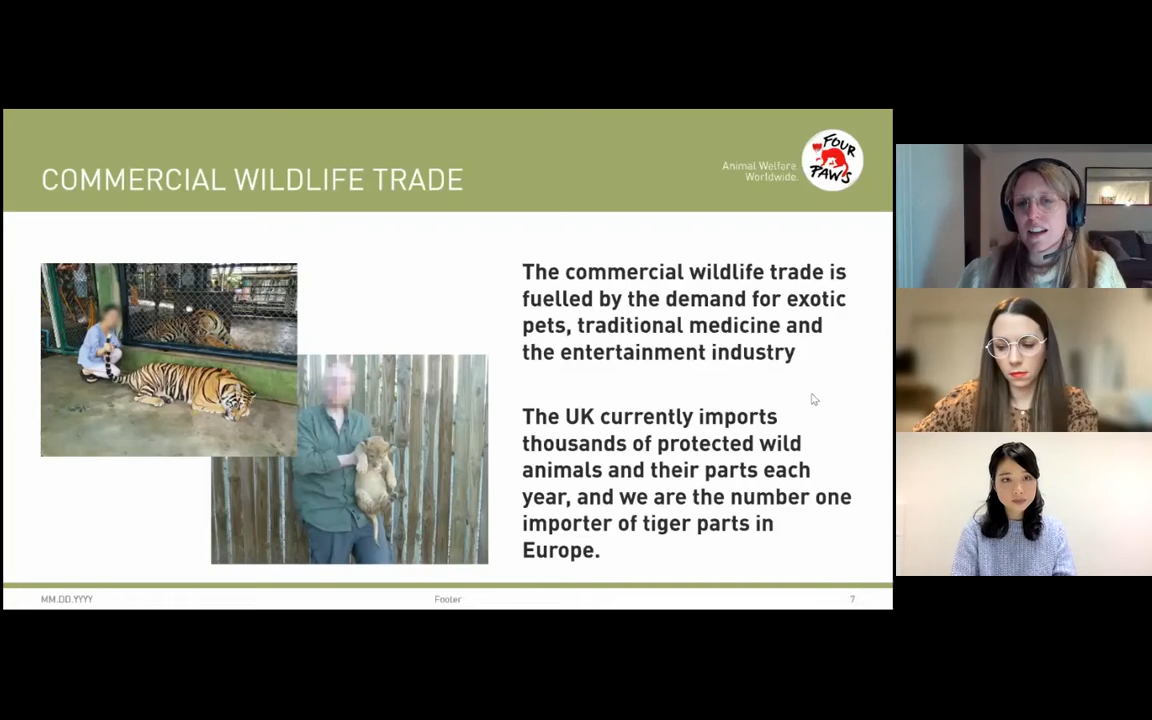 COMMERCIAL WILDLIFE TRADE
Animal Welfare
Worldwide.
FOUR
PAWS
The commercial wildlife trade is
fuelled by the demand for exotic
pets, traditional medicine and
the entertainment industry
The UK currently imports
thousands of protected wild
animals and their parts each
year, and we are the number one
importer of tiger parts in
Europe.
MM.DD.YYYY
Footer
7